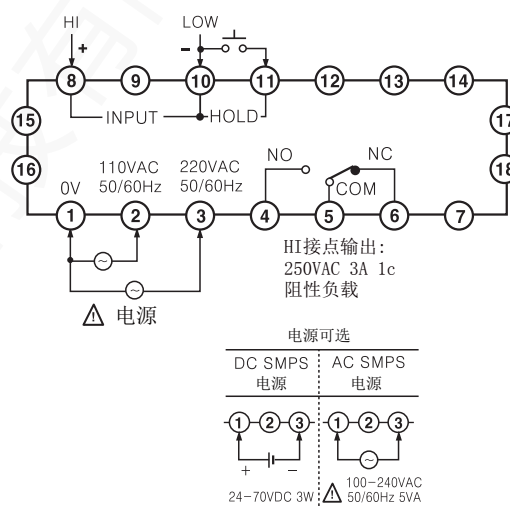 HI
LOW
+
-
8
9
10
11
12
13
14
INPUT
HOLD
15
16
17
18
0V
110VAC
50/60Hz
220VAC
50/60Hz
NO
NC
COM
1
2
3
4
5
6
7
~
~
电源
HI接点输出:
250VAC 3A 1c
阻性负载
电源可选
DC SMPS
电源
AC SMPS
电源
1
2
3
1
2
3
+
-
~
24-70VDC 3W
100-240VAC
50/60Hz 5VA